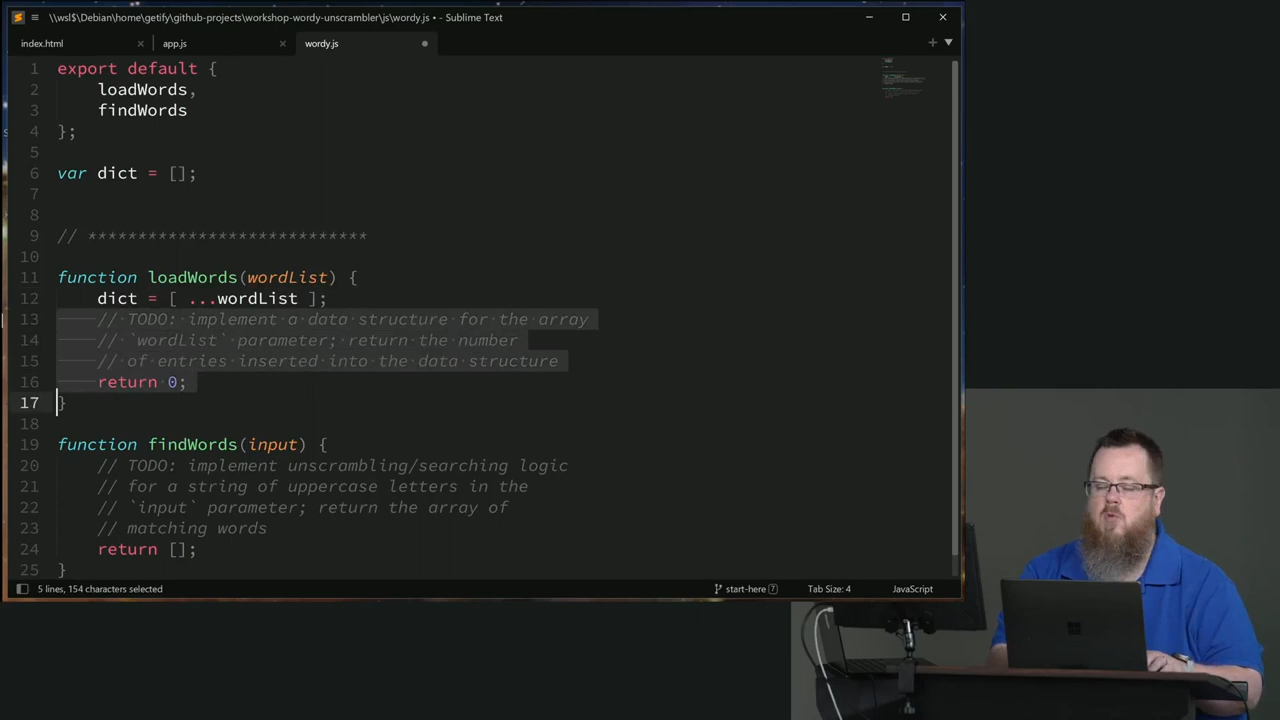 \\wsl$\Debian\home\getify\github-projects\workshop-wordy-unscrambler\js\wordy.js • - Sublime Text
index.html
app.js
wordy.js
1 export default {
2 loadWords,
3 findWords
4 };
5
6 var dict = [];
7
8
9 // ****************************
10
11 function loadWords(wordList) {
12 dict = [ ...wordList ];
13 // TODO: implement a data structure for the array
14 // `wordList` parameter; return the number
15 // of entries inserted into the data structure
16 return 0;
17 }
18
19 function findWords(input) {
20 // TODO: implement unscrambling/searching logic
21 // for a string of uppercase letters in the
22 // `input` parameter; return the array of
23 // matching words
24 return [];
25 }
5 lines, 154 characters selected
start-here ?
Tab Size: 4
JavaScript